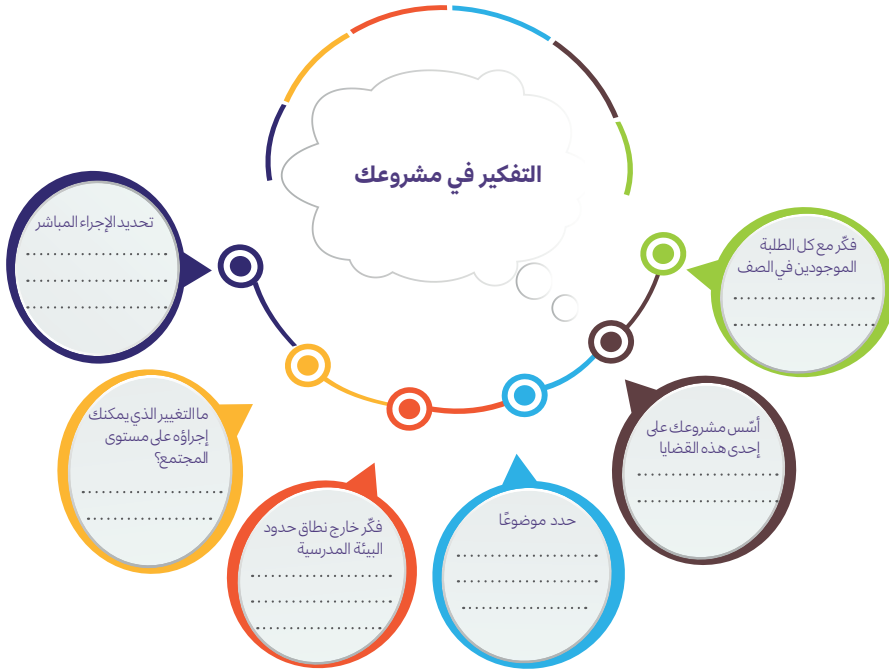 التفكير في مشروعك
فكّر مع كل الطلبة
الموجودين في الصف
أسّس مشروعك على
إحدى هذه القضايا
حدد موضوعًا
فكّر خارج نطاق حدود
البيئة المدرسية
ما التغيير الذي يمكنك
إجراؤه على مستوى
المجتمع؟
تحديد الإجراء المباشر